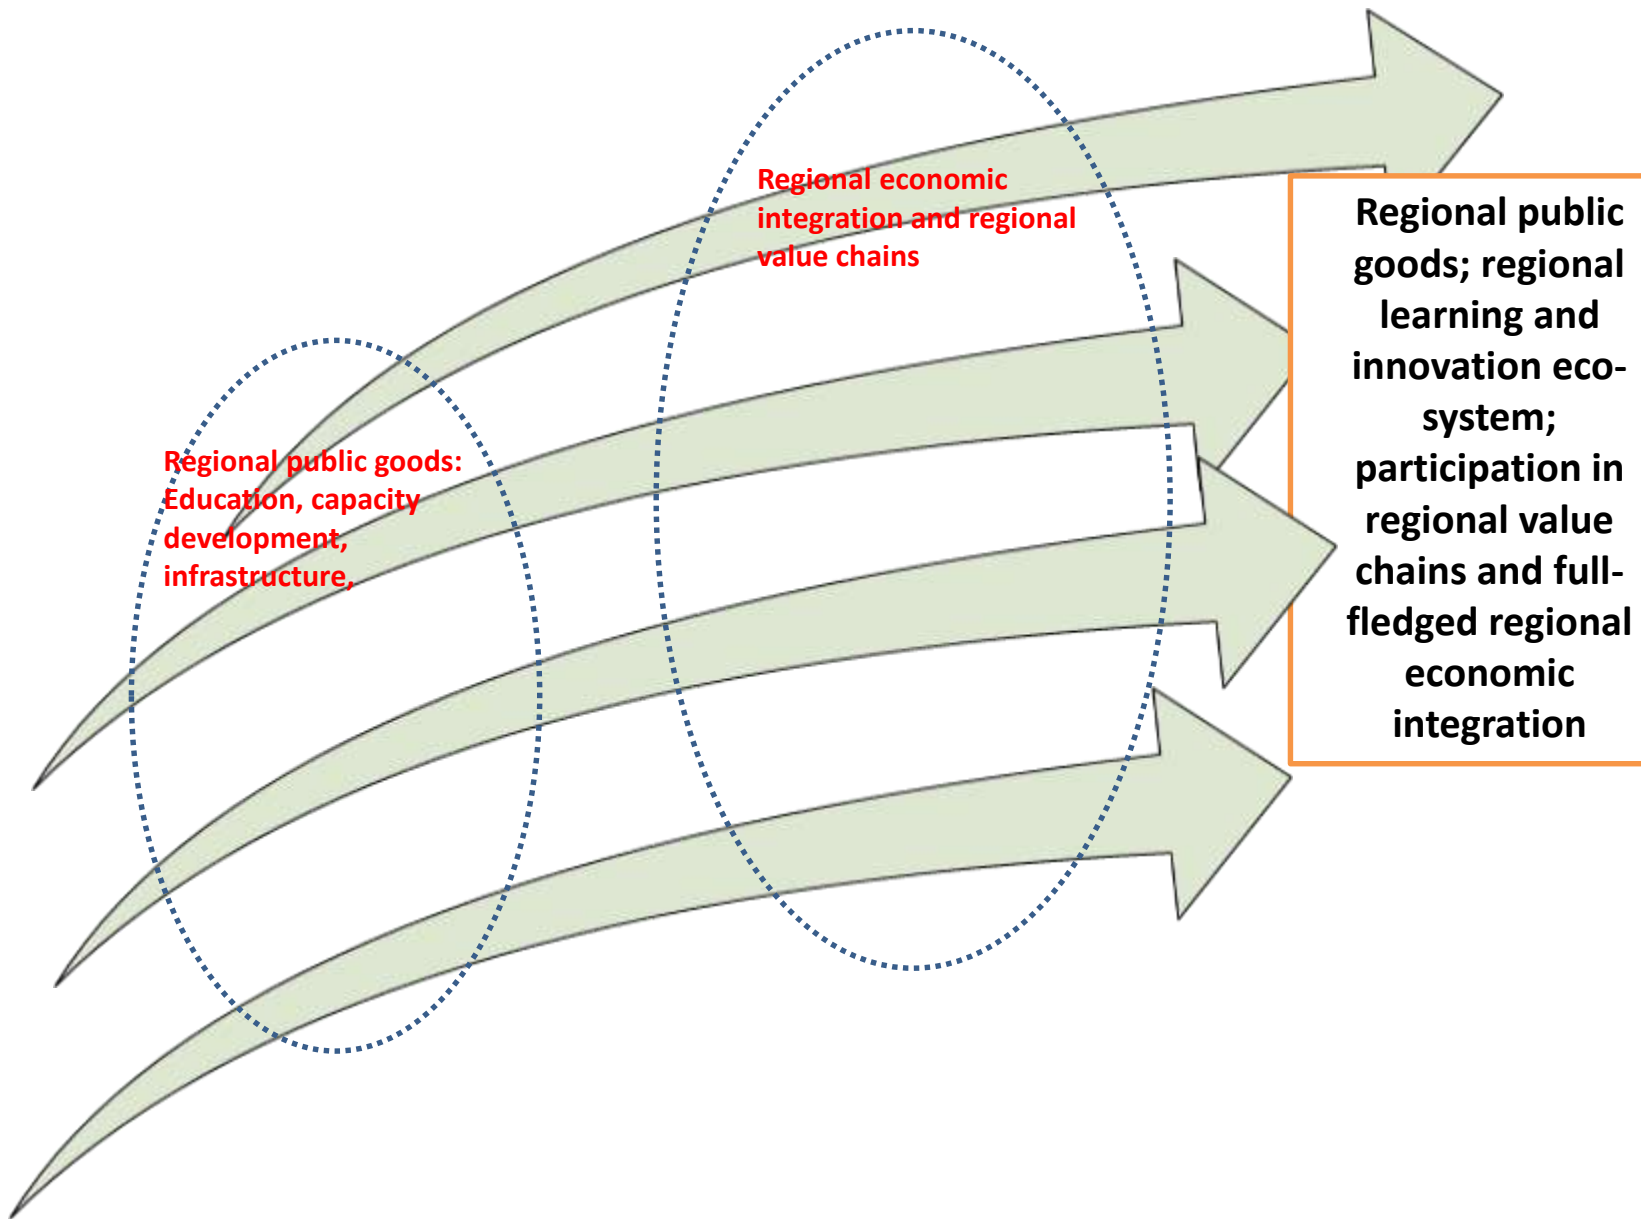 Regional economic
integration and regional
value chains
Regional public goods:
Education, capacity
development,
infrastructure,
Regional public
goods; regional
learning and
innovation eco-
system;
participation in
regional value
chains and full-
fledged regional
economic
integration